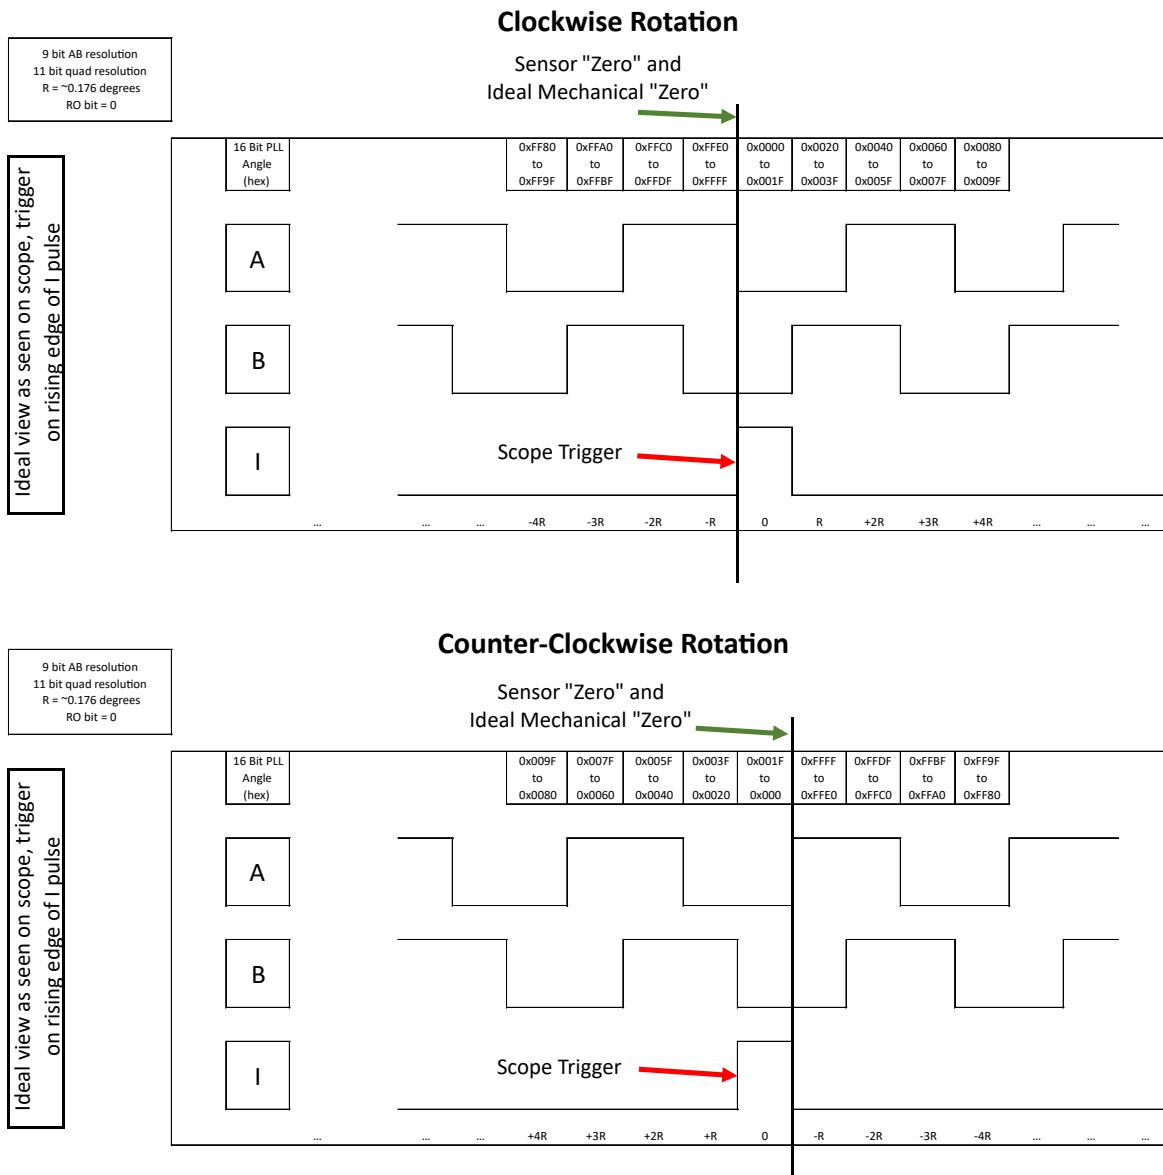 Clockwise Rotation
9 bit AB resolution
11 bit quad resolution
R = ~0.176 degrees
RO bit = 0
Sensor "Zero" and
Ideal Mechanical "Zero"
Ideal view as seen on scope, trigger
on rising edge of I pulse
16 Bit PLL
Angle
(hex)
0xFF80 0xFFA0 0xFFC0 0xFFE0 0x0000 0x0020 0x0040 0x0060 0x0080
to to to to to to to to to
0xFF9F 0xFFBF 0xFFDF 0xFFFF 0x001F 0x003F 0x005F 0x007F 0x009F
A
B
I
Scope Trigger
... ... ... -4R -3R -2R -R 0 R +2R +3R +4R ... ... ...
Counter-Clockwise Rotation
9 bit AB resolution
11 bit quad resolution
R = ~0.176 degrees
RO bit = 0
Sensor "Zero" and
Ideal Mechanical "Zero"
Ideal view as seen on scope, trigger
on rising edge of I pulse
16 Bit PLL
Angle
(hex)
0x009F 0x007F 0x005F 0x003F 0x001F 0xFFFF 0xFFDF 0xFFBF 0xFF9F
to to to to to to to to to
0x0080 0x0060 0x0040 0x0020 0x000 0xFFE0 0xFFC0 0xFFA0 0xFF80
A
B
I
Scope Trigger
... ... ... +4R +3R +2R +R 0 -R -2R -3R -4R ... ... ...